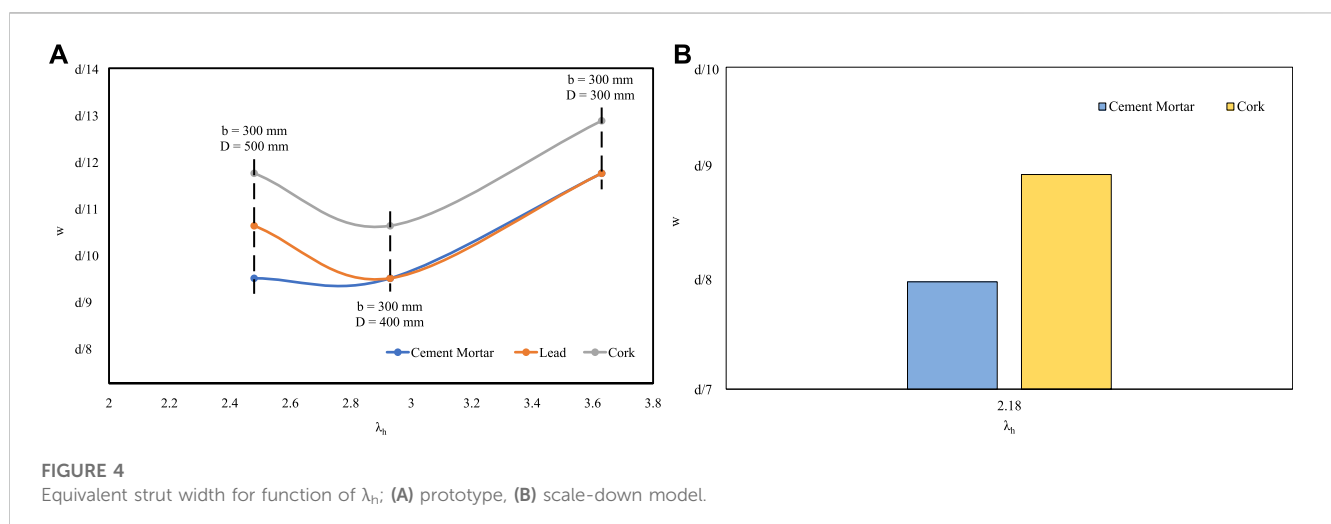 A
d/14
d/13
d/12
d/11
d/10
d/9
d/8
w
b = 300 mm
D = 500 mm
b = 300 mm
D = 400 mm
b = 300 mm
D = 300 mm
Cement Mortar Lead Cork
2 2.2 2.4 2.6 2.8 3 3.2 3.4 3.6 3.8
λh
B
d/10
d/9
d/8
d/7
w
Cement Mortar Cork
2.18
λh
FIGURE 4
Equivalent strut width for function of λh; (A) prototype, (B) scale-down model.